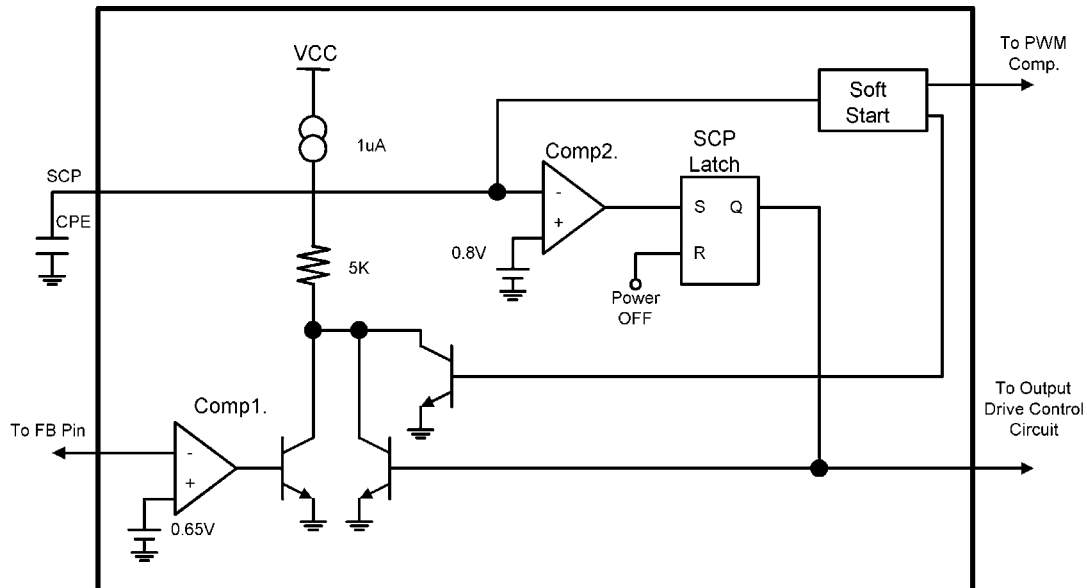 To PWM
Comp.
VCC
Soft
Start
1uA
Comp2.
SCP
Latch
SCP
CPE
-
+
S Q
R
0.8V
5K
Power
OFF
Comp1.
To FB Pin
-
+
0.65V
To Output
Drive Control
Circuit